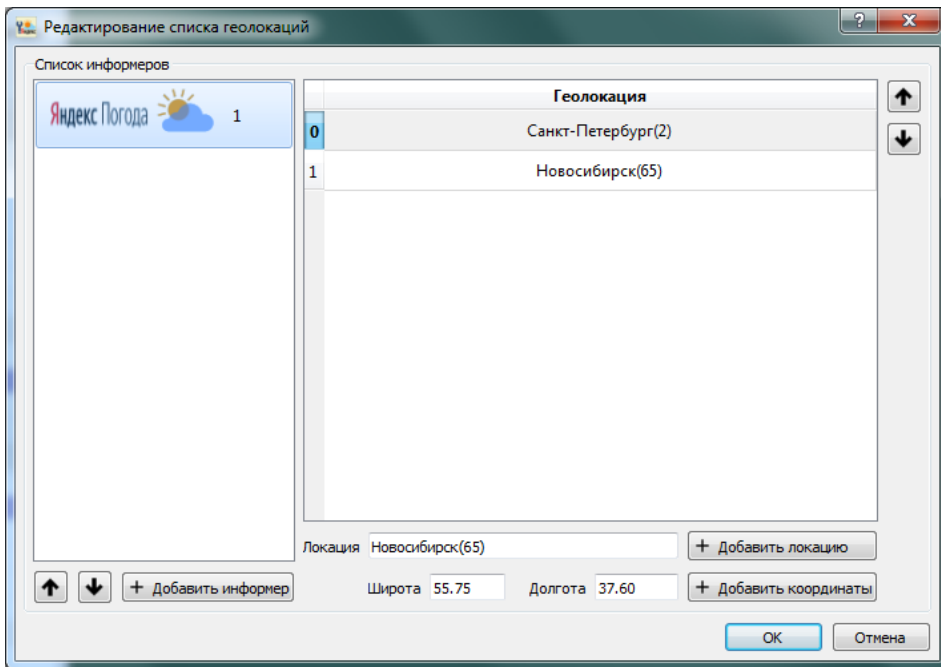 Редактирование списка геолокаций
Список информеров
Яндекс Погода 1
Геолокация
0 Санкт-Петербург(2)
1 Новосибирск(65)
Локация Новосибирск(65) + Добавить локацию
+ Добавить информер Широта 55.75 Долгота 37.60 + Добавить координаты
OK Отмена